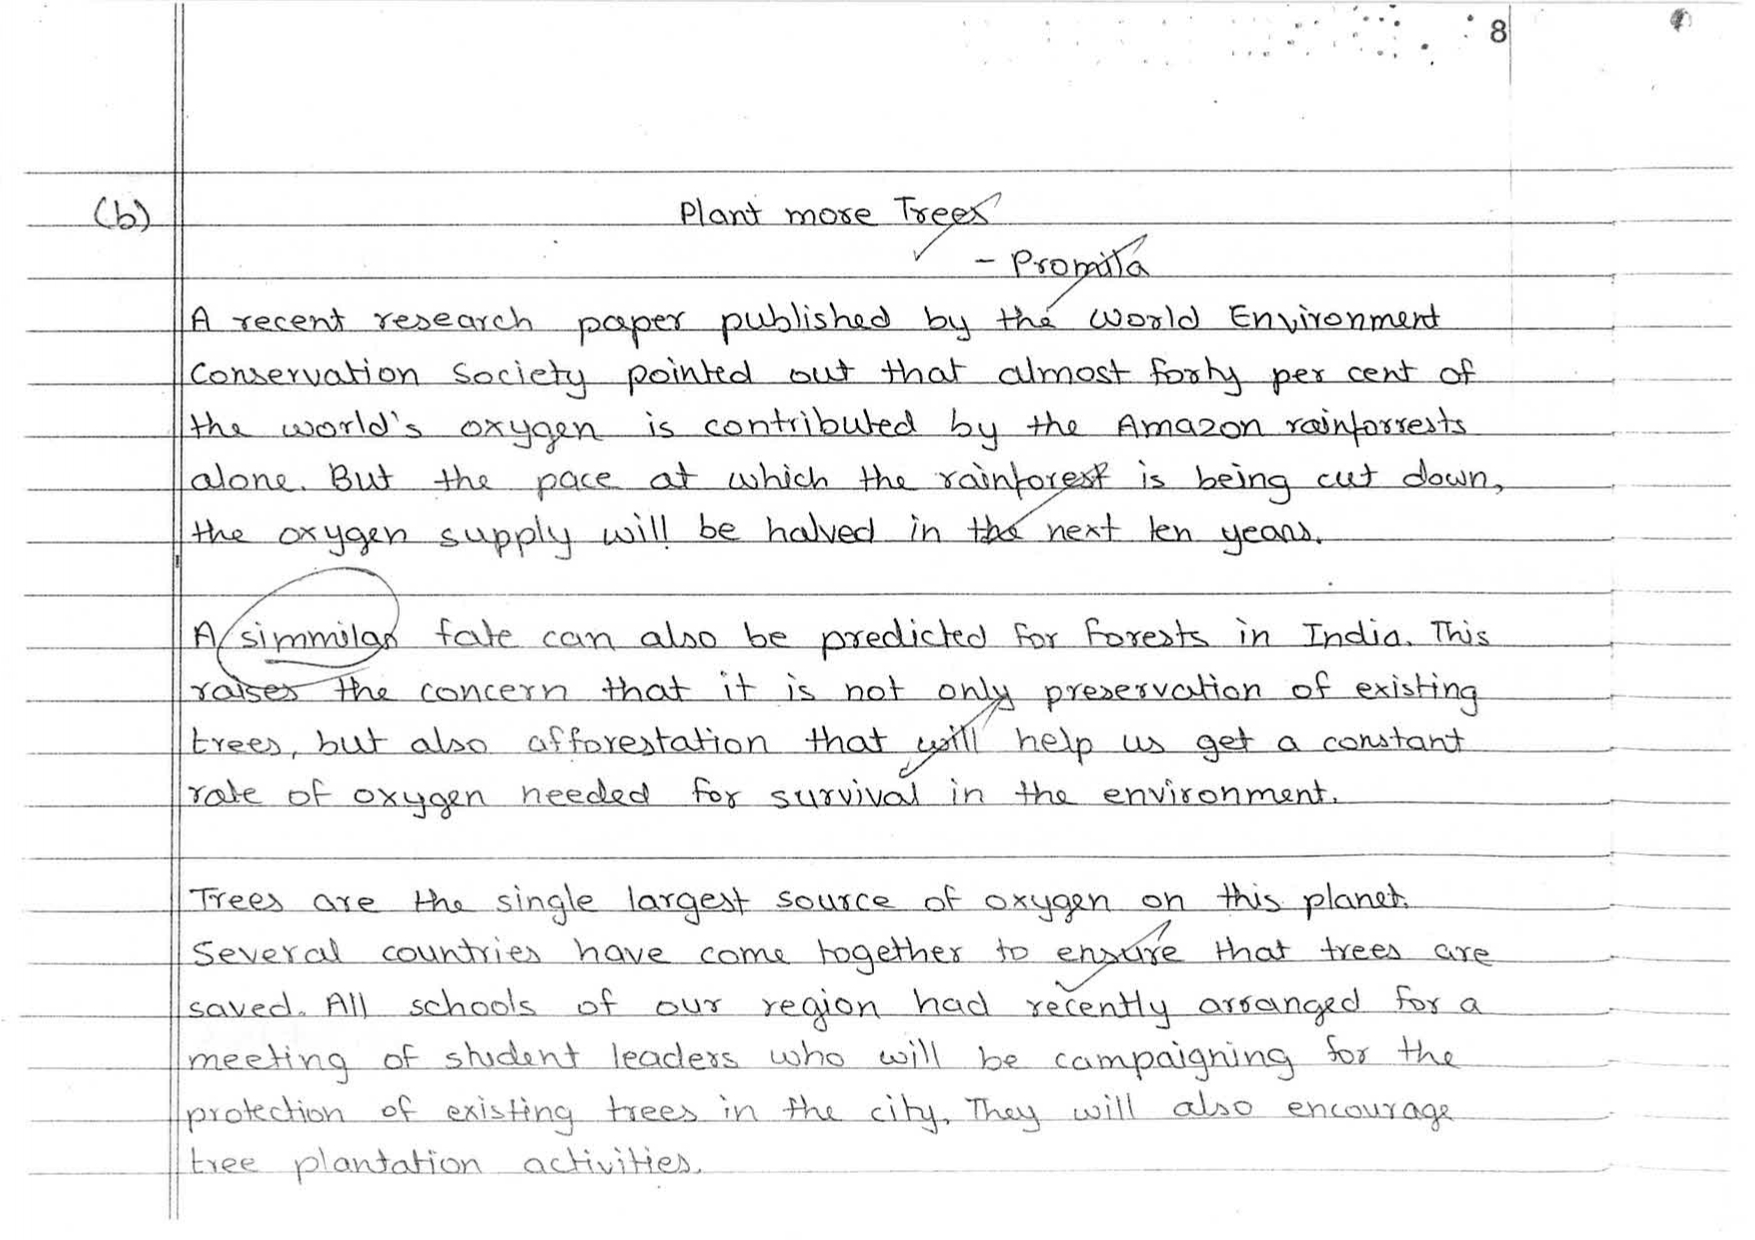 8
(b) Plant more Trees
- Promila
A recent research paper published by the World Environment
Conservation Society pointed out that almost forty per cent of
the world's oxygen is contributed by the Amazon rainforrests
alone. But the pace at which the rainforest is being cut down,
the oxygen supply will be halved in the next ten years.
A simmilar fate can also be predicted for forests in India. This
raises the concern that it is not only preservation of existing
trees, but also afforestation that will help us get a constant
rate of oxygen needed for survival in the environment.
Trees are the single largest source of oxygen on this planet.
Several countries have come together to ensure that trees are
saved. All schools of our region had recently arranged for a
meeting of student leaders who will be campaigning for the
protection of existing trees in the city. They will also encourage
tree plantation activities.